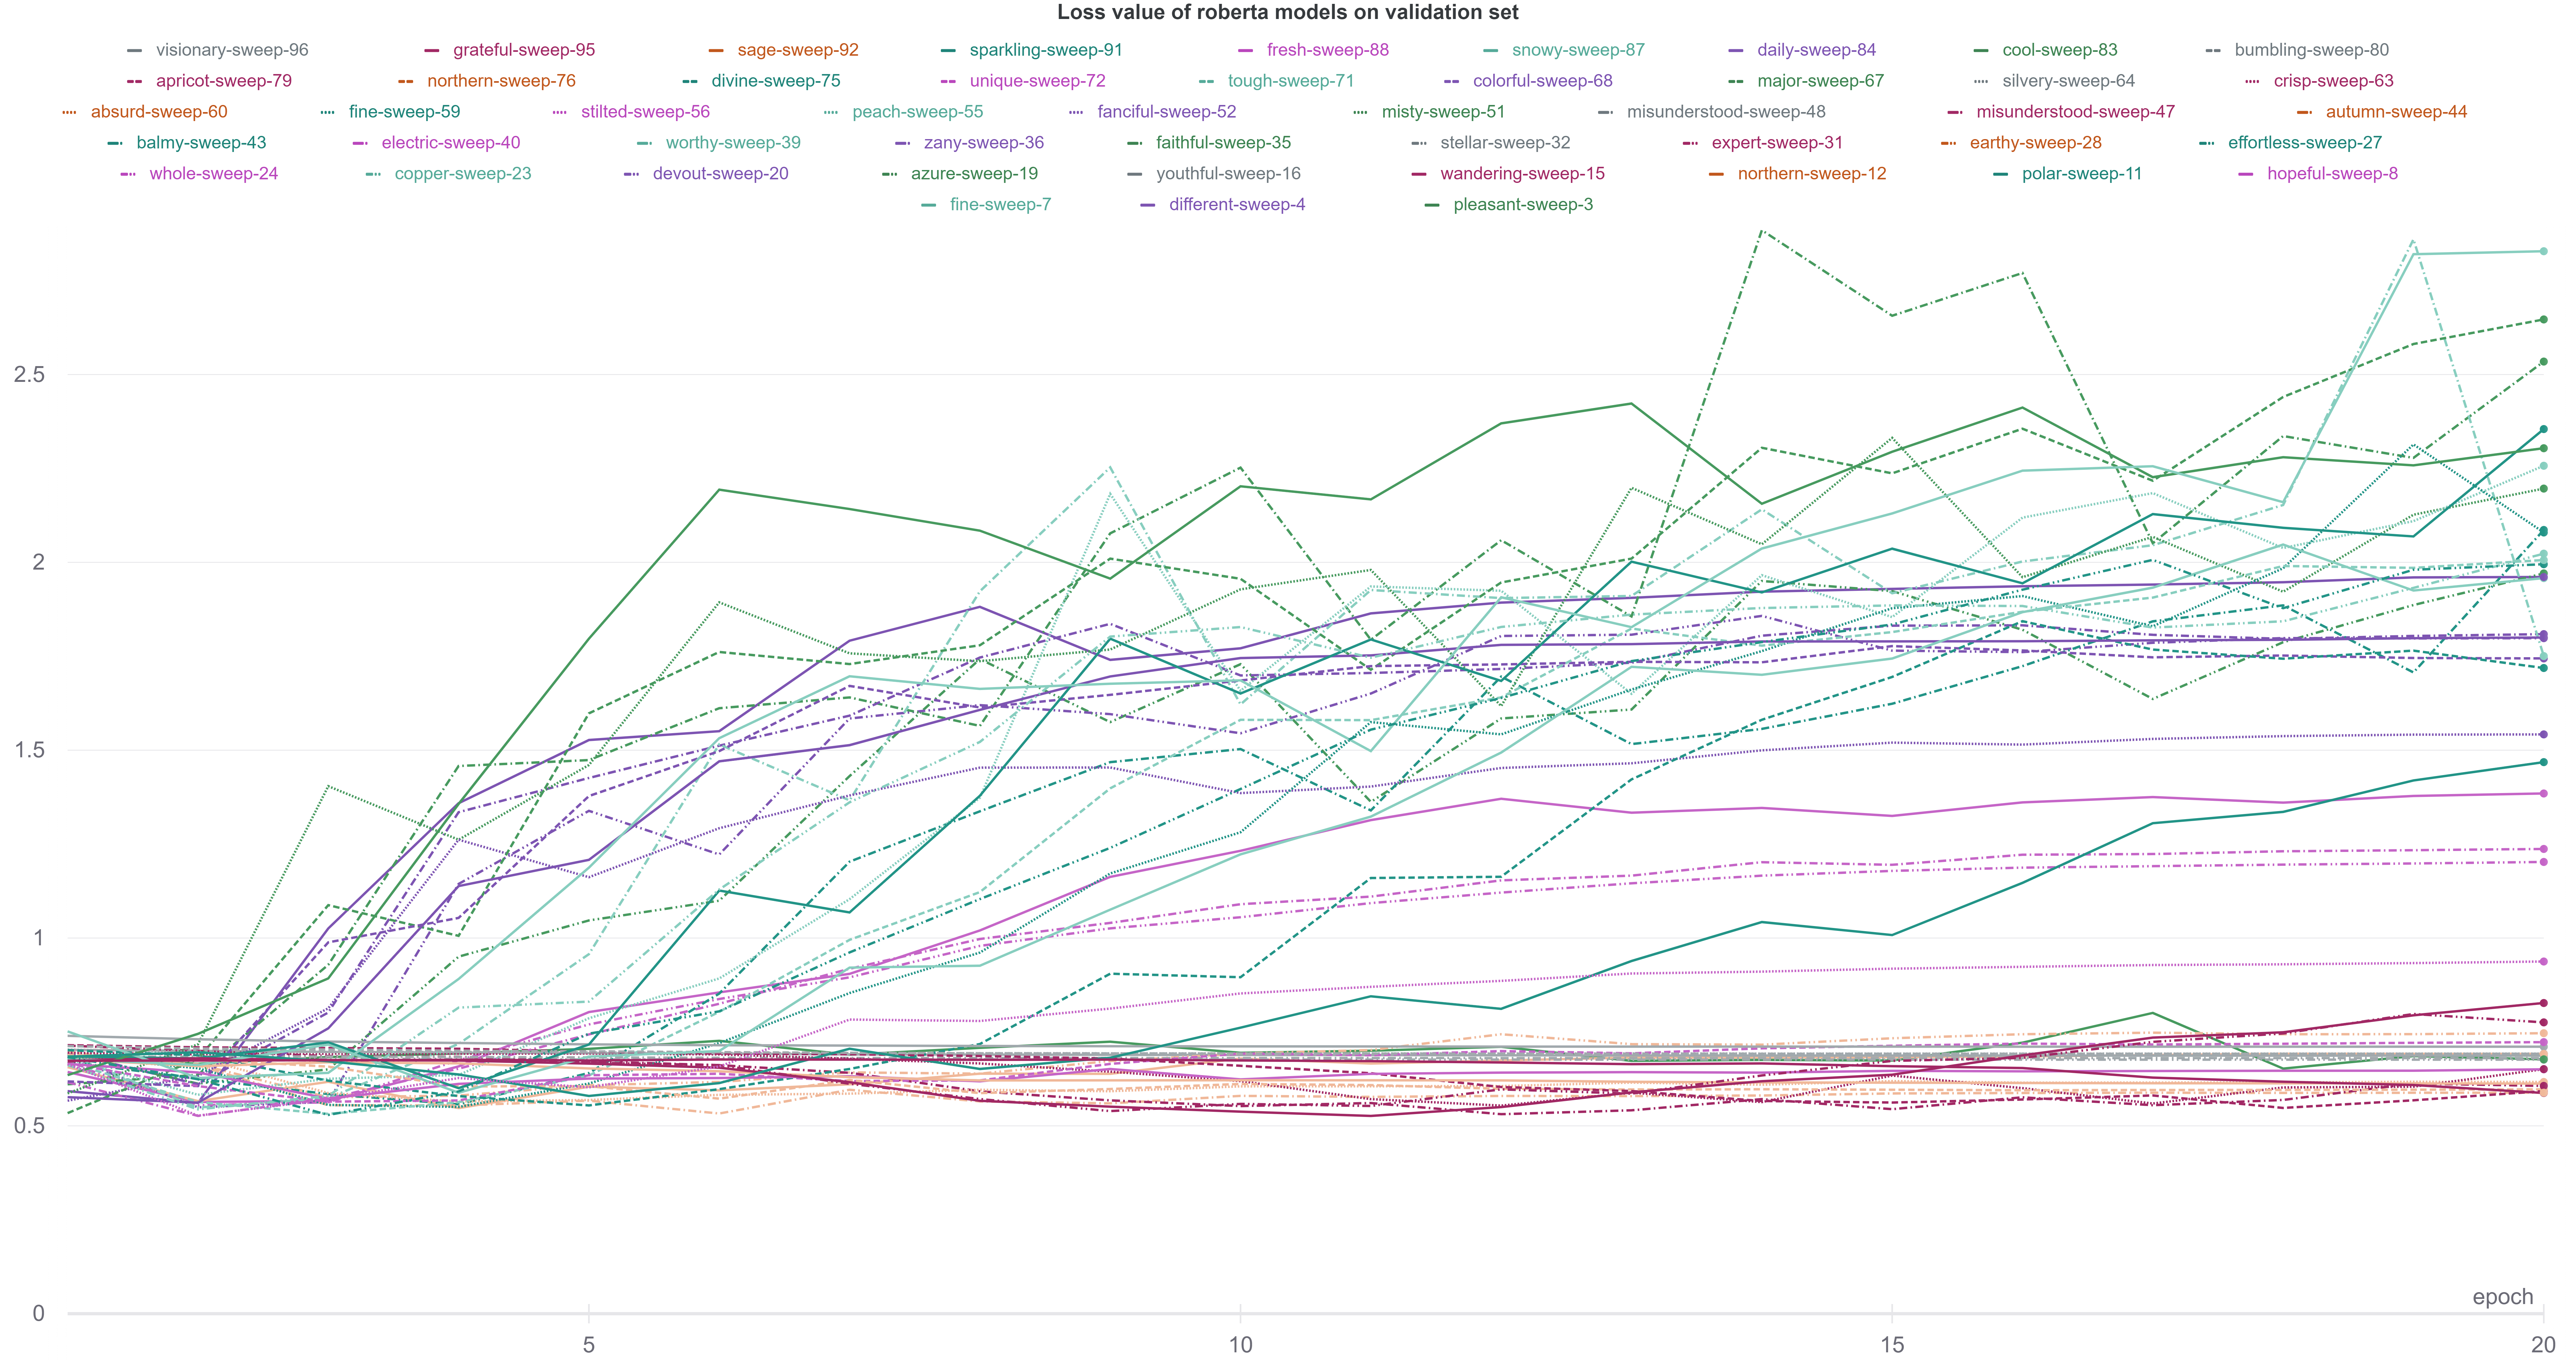 Loss value of roberta models on validation set
visionary-sweep-96 grateful-sweep-95 sage-sweep-92 sparkling-sweep-91 fresh-sweep-88 snowy-sweep-87 daily-sweep-84 cool-sweep-83 bumbling-sweep-80
apricot-sweep-79 northern-sweep-76 divine-sweep-75 unique-sweep-72 tough-sweep-71 colorful-sweep-68 major-sweep-67 silvery-sweep-64 crisp-sweep-63
absurd-sweep-60 fine-sweep-59 stilted-sweep-56 peach-sweep-55 fanciful-sweep-52 misty-sweep-51 misunderstood-sweep-48 misunderstood-sweep-47 autumn-sweep-44
balmy-sweep-43 electric-sweep-40 worthy-sweep-39 zany-sweep-36 faithful-sweep-35 stellar-sweep-32 expert-sweep-31 earthy-sweep-28 effortless-sweep-27
whole-sweep-24 copper-sweep-23 devout-sweep-20 azure-sweep-19 youthful-sweep-16 wandering-sweep-15 northern-sweep-12 polar-sweep-11 hopeful-sweep-8
fine-sweep-7 different-sweep-4 pleasant-sweep-3
2.5
2
1.5
1
0.5
0
epoch
5 10 15 20